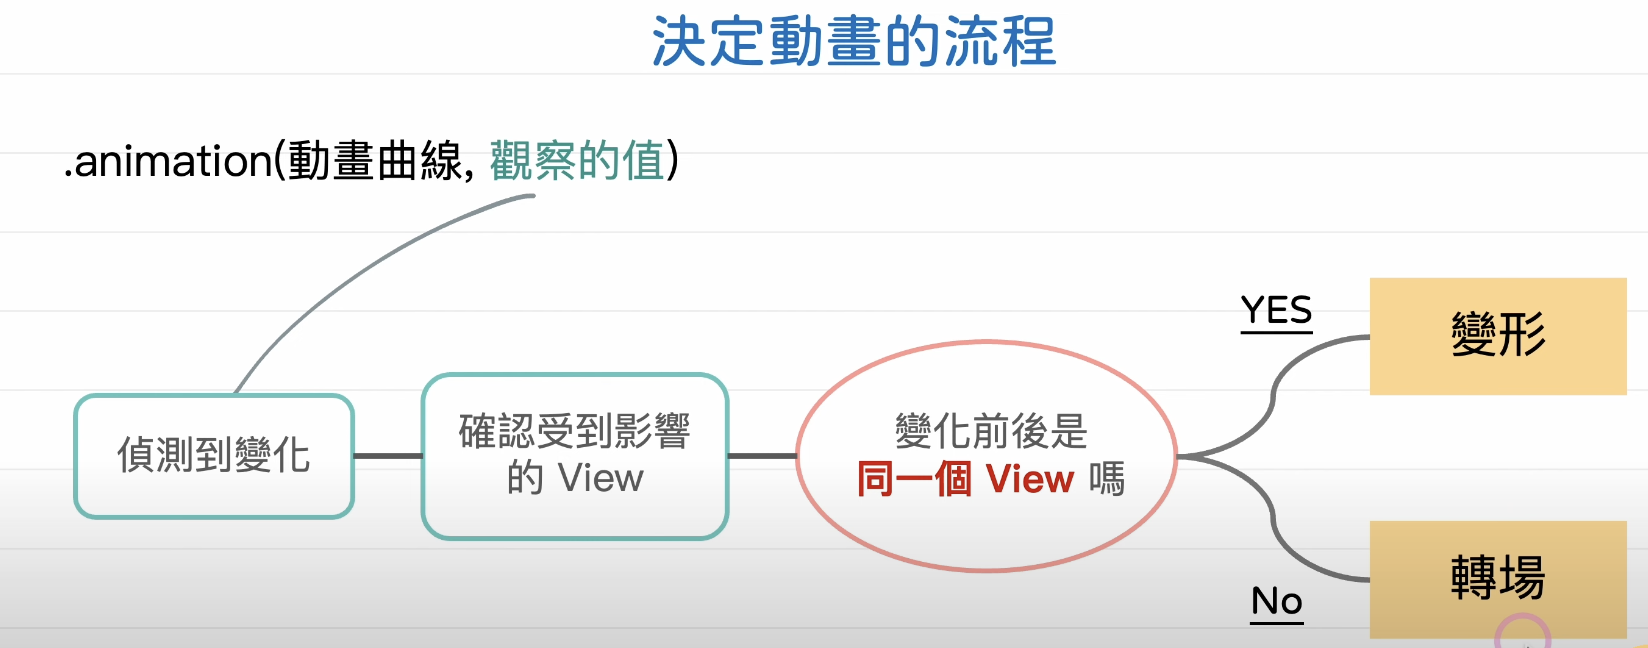 決定動畫的流程
.animation(動畫曲線, 觀察的值)
偵測到變化
確認受到影響
的 View
變化前後是
同一個 View 嗎
YES
變形
No
轉場